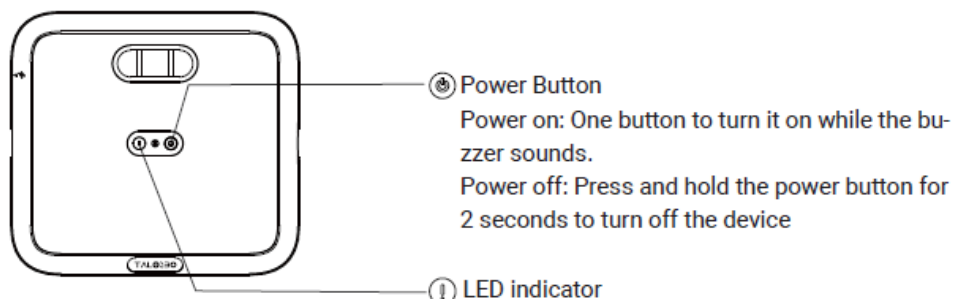 Power Button
Power on: One button to turn it on while the bu-
zzer sounds.
Power off: Press and hold the power button for
2 seconds to turn off the device
LED indicator